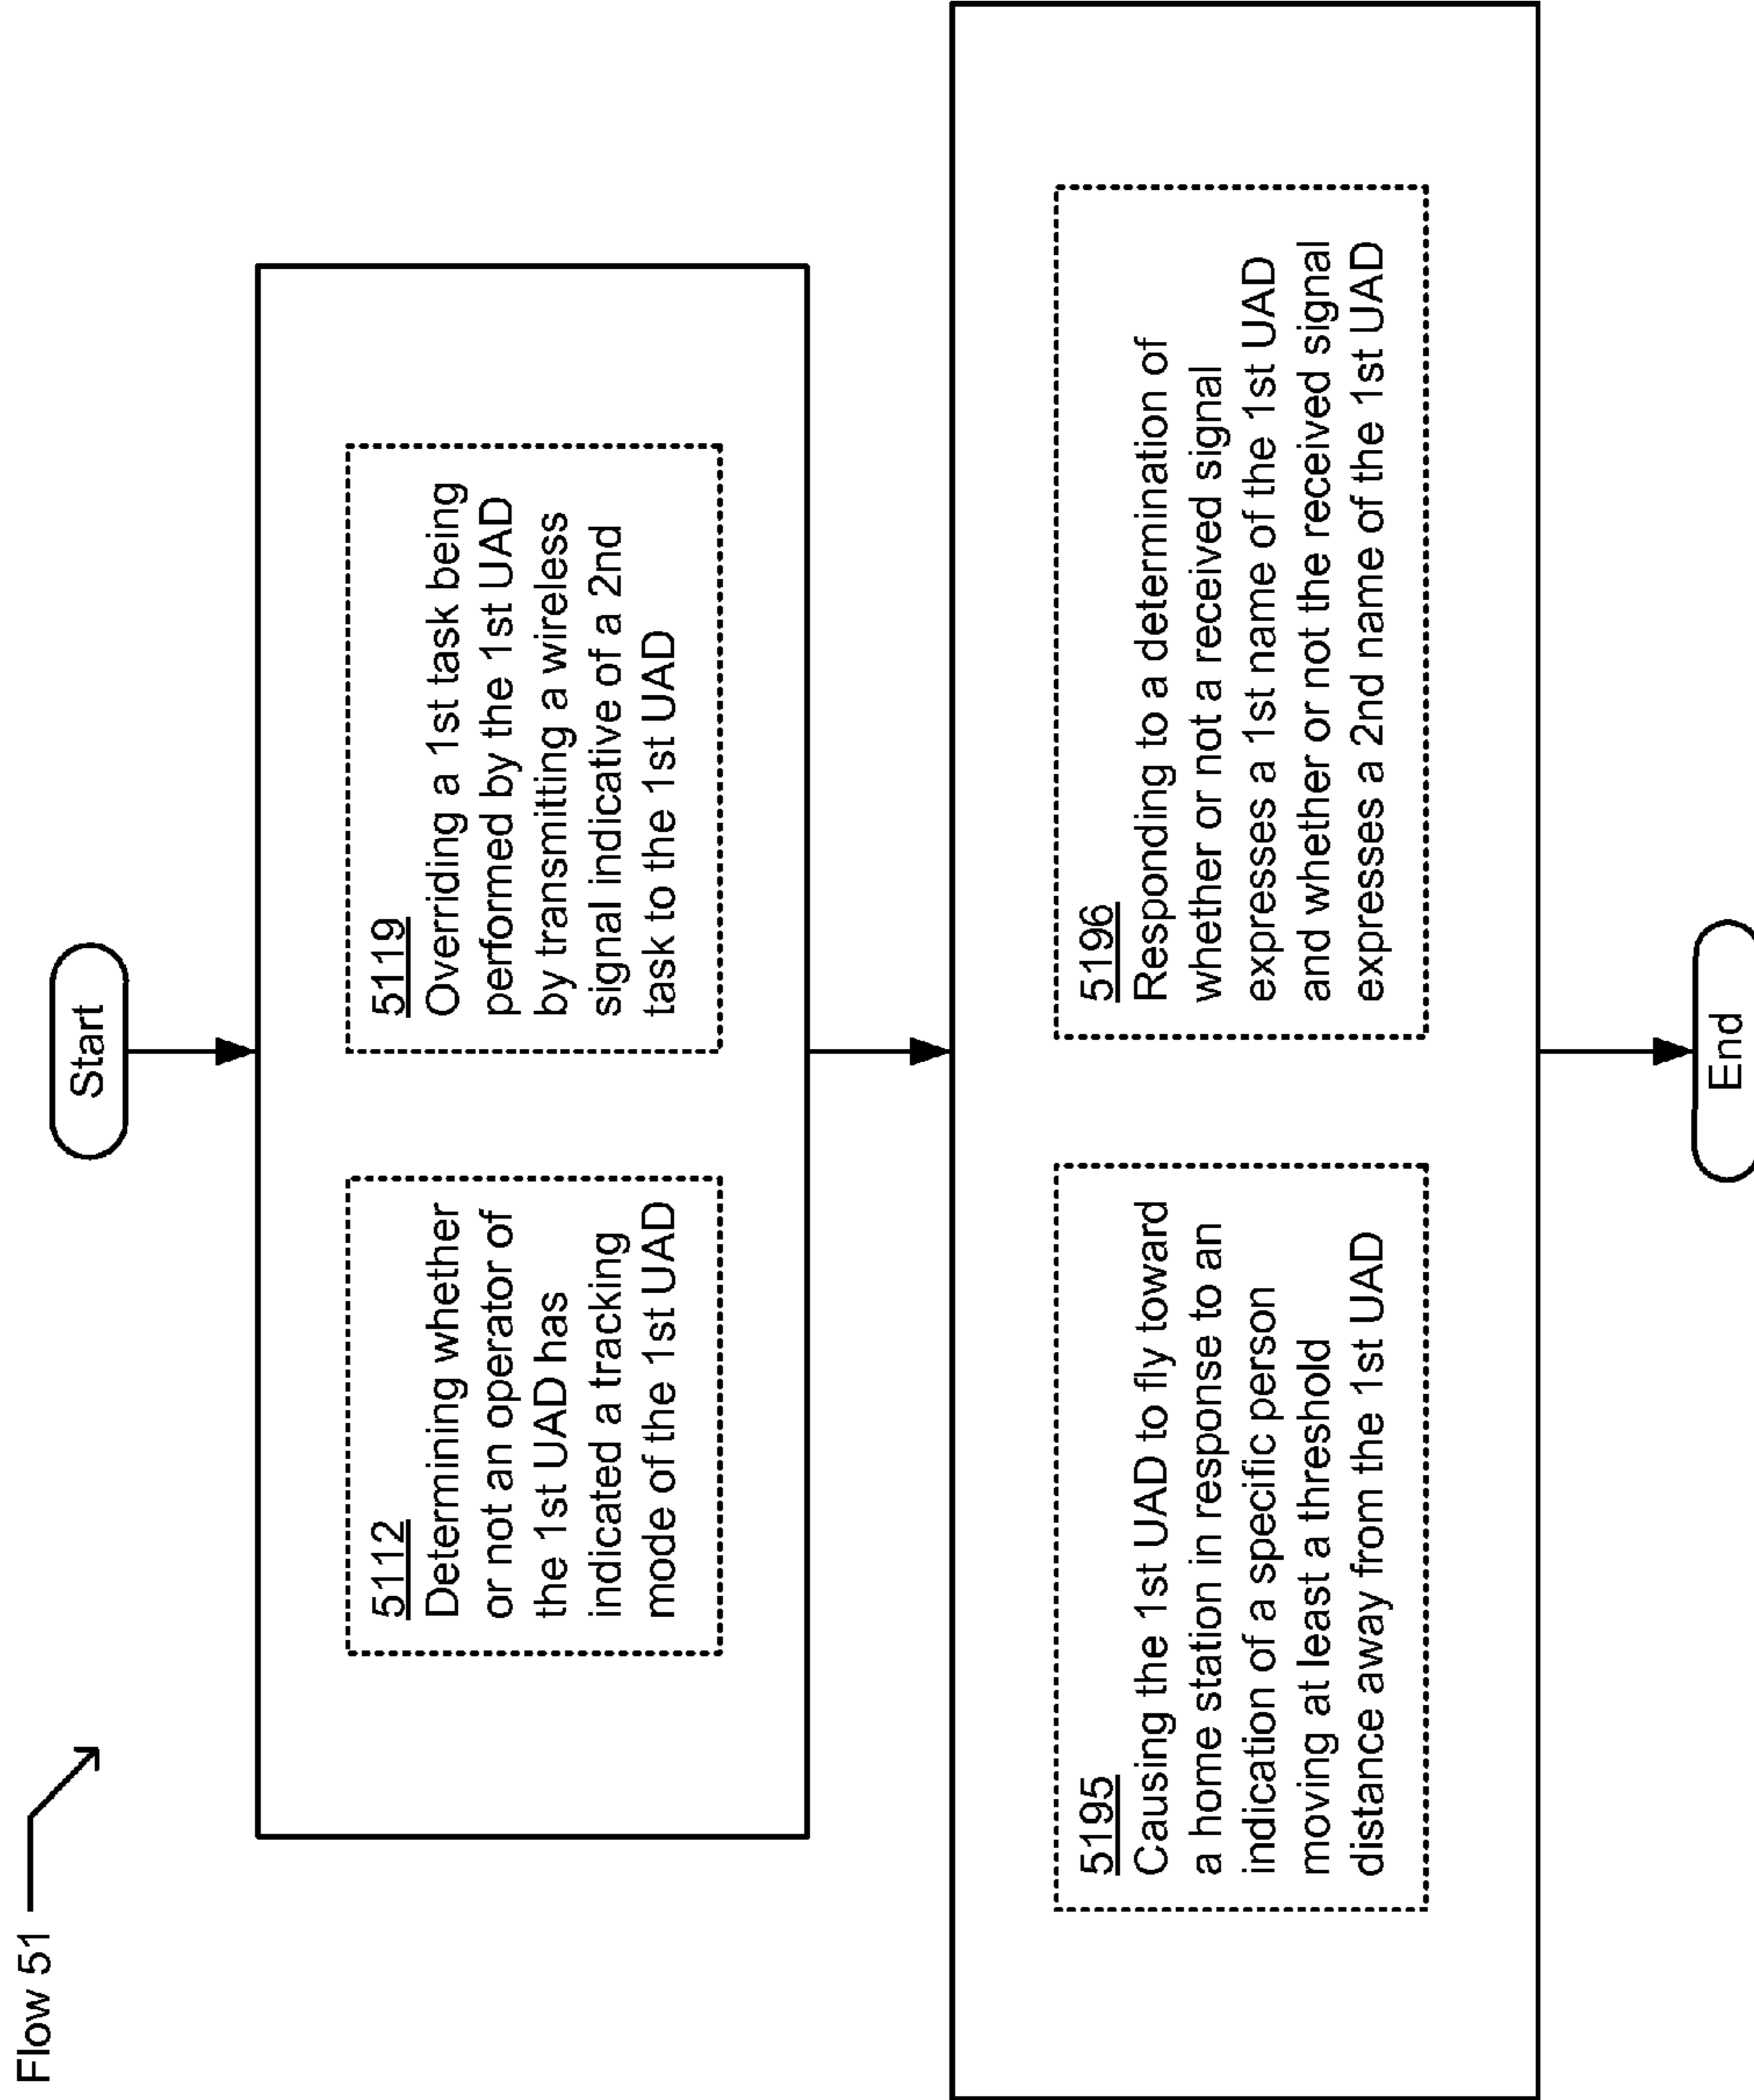 Flow 51
Start
5112
Determining whether
or not an operator of
the 1st UAD has
indicated a tracking
mode of the 1st UAD
5119
Overriding a 1st task being
performed by the 1st UAD
by transmitting a wireless
signal indicative of a 2nd
task to the 1st UAD
5195
Causing the 1st UAD to fly toward
a home station in response to an
indication of a specific person
moving at least a threshold
distance away from the 1st UAD
5196
Responding to a determination of
whether or not a received signal
expresses a 1st name of the 1st UAD
and whether or not the received signal
expresses a 2nd name of the 1st UAD
End